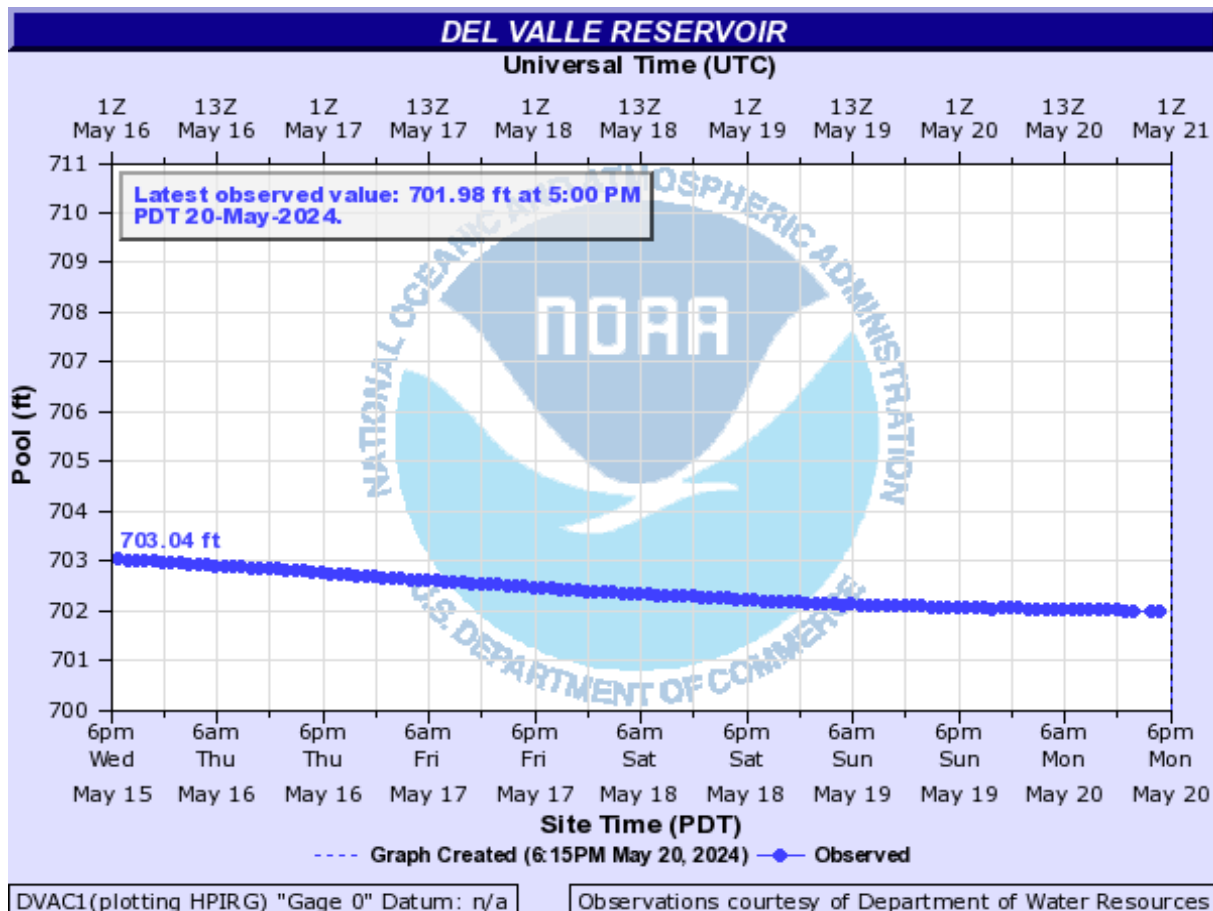 DEL VALLE RESERVOIR
Universal Time (UTC)
1Z 13Z 1Z 13Z 1Z 13Z 1Z 13Z 1Z 13Z 1Z
May 16 May 16 May 17 May 17 May 18 May 18 May 19 May 19 May 20 May 20 May 21
711
710
709
708
707
706
705
704
703
702
701
700
Pool (ft)
Latest observed value: 701.98 ft at 5:00 PM
PDT 20-May-2024.
NATIONAL OCEANIC AND ATMOSPHERIC ADMINISTRATION
NOAA
U.S. DEPARTMENT OF COMMERCE
703.04 ft
6pm 6am 6pm 6am 6pm 6am 6pm 6am 6pm 6am 6pm
Wed Thu Thu Fri Fri Sat Sat Sun Sun Mon Mon
May 15 May 16 May 16 May 17 May 17 May 18 May 18 May 19 May 19 May 20 May 20
Site Time (PDT)
Graph Created (6:15PM May 20, 2024) Observed
DVAC1(plotting HPIRG) "Gage 0" Datum: n/a
Observations courtesy of Department of Water Resources